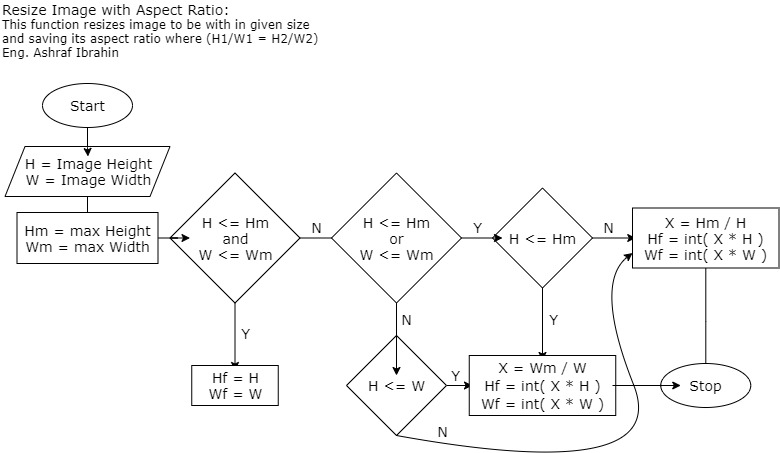 Resize Image with Aspect Ratio:
This function resizes image to be with in given size
and saving its aspect ratio where (H1/W1 = H2/W2)
Eng. Ashraf Ibrahin
Start
H = Image Height
W = Image Width
Hm = max Height
Wm = max Width
H <= Hm
and
W <= Wm
N
H <= Hm
or
W <= Wm
Y
H <= Hm
N
X = Hm / H
Hf = int( X * H )
Wf = int( X * W )
Y
N
Y
Hf = H
Wf = W
H <= W
Y
X = Wm / W
Hf = int( X * H )
Wf = int( X * W )
Stop
N